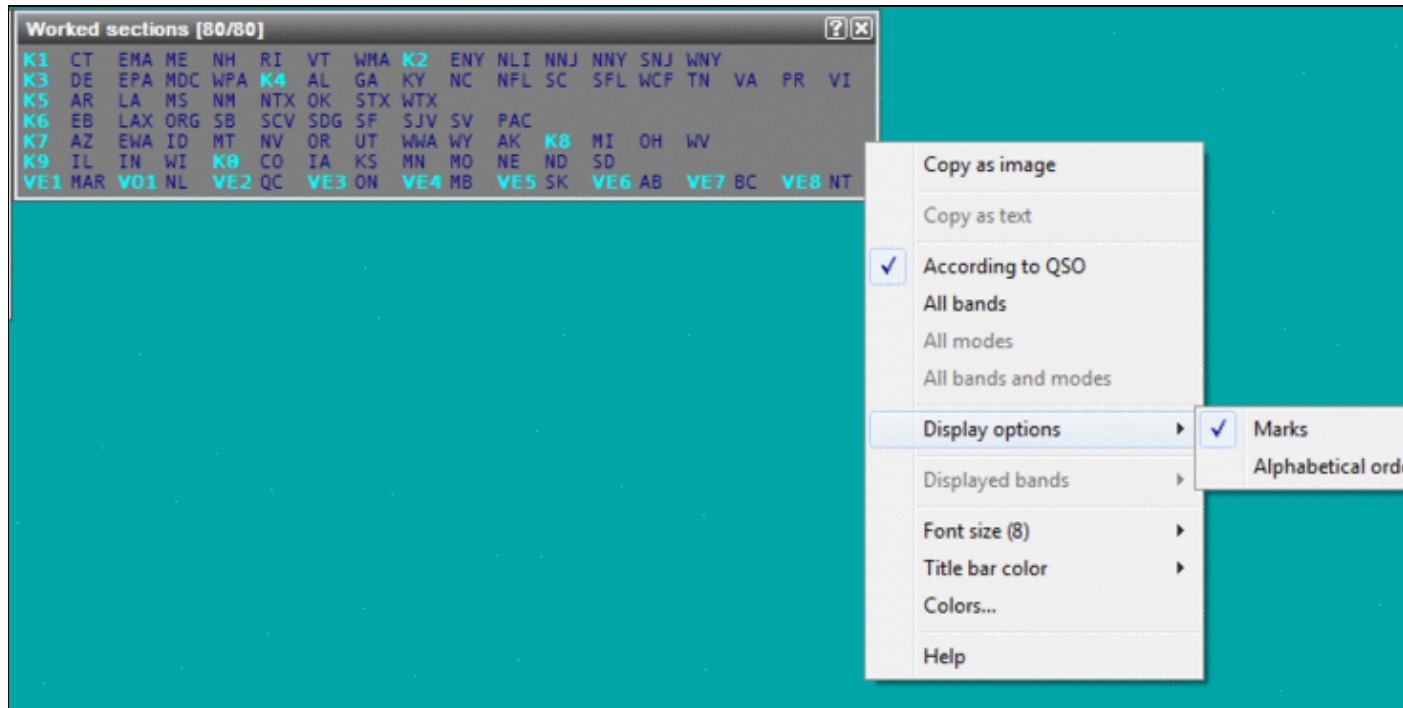 Worked sections [80/80]
K1 CT EMA ME NH RI VT WMA K2 ENY NLI NNJ NNY SNJ WNY
K3 DE EPA MDC WPA K4 AL GA KY NC NFL SC SFL WCF TN VA PR VI
K5 AR LA MS NM NTX OK STX WTX
K6 EB LAX ORG SB SCV SDG SF SJV SV PAC
K7 AZ EWA ID MT NV OR UT WWA WY AK K8 MI OH WV
K9 IL IN WI K0 CO IA KS MN MO NE ND SD
VE1 MAR VO1 NL VE2 QC VE3 ON VE4 MB VE5 SK VE6 AB VE7 BC VE8 NT
Copy as image
Copy as text
According to QSO
All bands
All modes
All bands and modes
Display options
Marks
Alphabetical orde
Displayed bands
Font size (8)
Title bar color
Colors...
Help